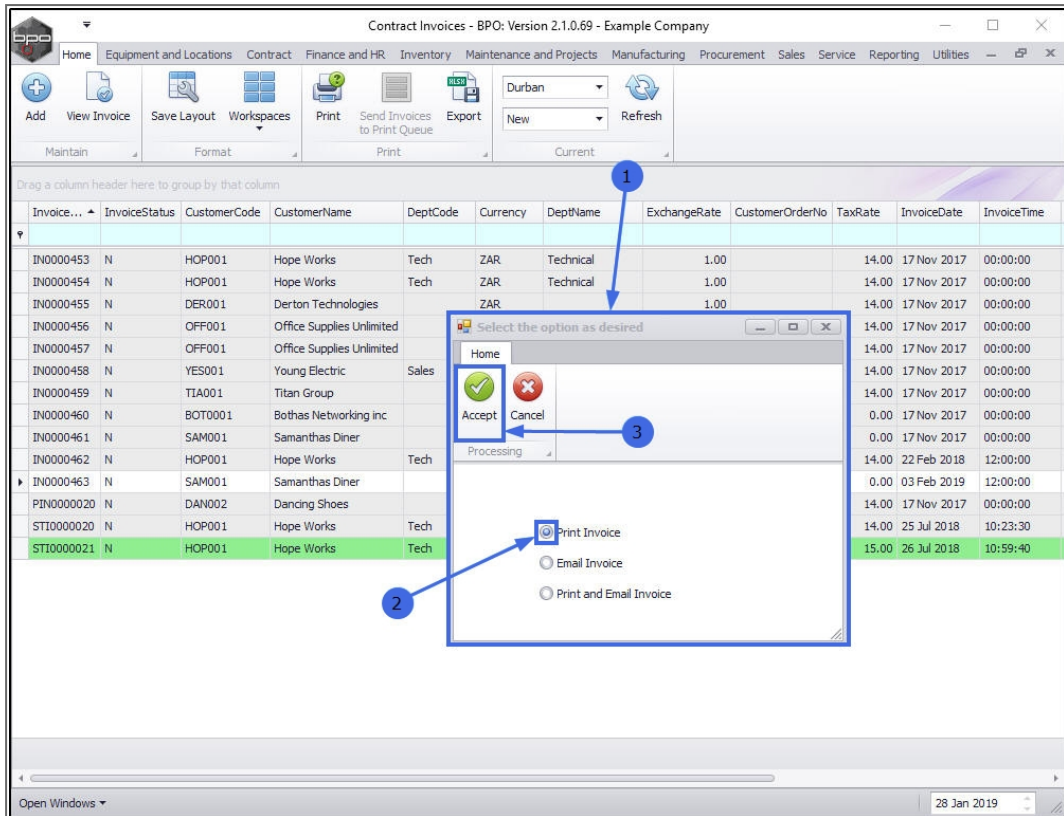 Contract Invoices - BPO: Version 2.1.0.69 - Example Company
bpo
Home Equipment and Locations Contract Finance and HR Inventory Maintenance and Projects Manufacturing Procurement Sales Service Reporting Utilities
Add View Invoice Save Layout Workspaces Print Send Invoices to Print Queue XLSX Export Durban New Refresh
Maintain Format Print Current
Drag a column header here to group by that column
1
Invoice... InvoiceStatus CustomerCode CustomerName DeptCode Currency DeptName ExchangeRate CustomerOrderNo TaxRate InvoiceDate InvoiceTime
IN0000453 N HOP001 Hope Works Tech ZAR Technical 1.00 14.00 17 Nov 2017 00:00:00
IN0000454 N HOP001 Hope Works Tech ZAR Technical 1.00 14.00 17 Nov 2017 00:00:00
IN0000455 N DER001 Derton Technologies ZAR 1.00 14.00 17 Nov 2017 00:00:00
IN0000456 N OFF001 Office Supplies Unlimited 14.00 17 Nov 2017 00:00:00
IN0000457 N OFF001 Office Supplies Unlimited 14.00 17 Nov 2017 00:00:00
IN0000458 N YES001 Young Electric Sales 14.00 17 Nov 2017 00:00:00
IN0000459 N TIA001 Titan Group 14.00 17 Nov 2017 00:00:00
IN0000460 N BOT0001 Bothas Networking inc 0.00 17 Nov 2017 00:00:00
IN0000461 N SAM001 Samanthas Diner 0.00 17 Nov 2017 00:00:00
IN0000462 N HOP001 Hope Works Tech 14.00 22 Feb 2018 12:00:00
IN0000463 N SAM001 Samanthas Diner 0.00 03 Feb 2019 12:00:00
PIN0000020 N DAN002 Dancing Shoes 14.00 17 Nov 2017 00:00:00
STI0000020 N HOP001 Hope Works Tech 14.00 25 Jul 2018 10:23:30
STI0000021 N HOP001 Hope Works Tech 15.00 26 Jul 2018 10:59:40
Select the option as desired
Home
Accept Cancel
3
Processing
Print Invoice
Email Invoice
2
Print and Email Invoice
Open Windows 28 Jan 2019